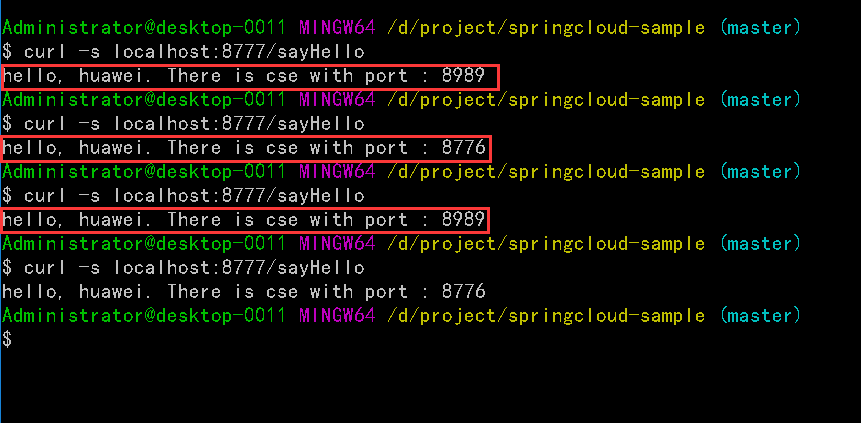 Administrator@desktop-0011 MINGW64 /d/project/springcloud-sample (master)
$ curl -s localhost:8777/sayHello
hello, huawei. There is cse with port : 8989
Administrator@desktop-0011 MINGW64 /d/project/springcloud-sample (master)
$ curl -s localhost:8777/sayHello
hello, huawei. There is cse with port : 8776
Administrator@desktop-0011 MINGW64 /d/project/springcloud-sample (master)
$ curl -s localhost:8777/sayHello
hello, huawei. There is cse with port : 8989
Administrator@desktop-0011 MINGW64 /d/project/springcloud-sample (master)
$ curl -s localhost:8777/sayHello
hello, huawei. There is cse with port : 8776
Administrator@desktop-0011 MINGW64 /d/project/springcloud-sample (master)
$